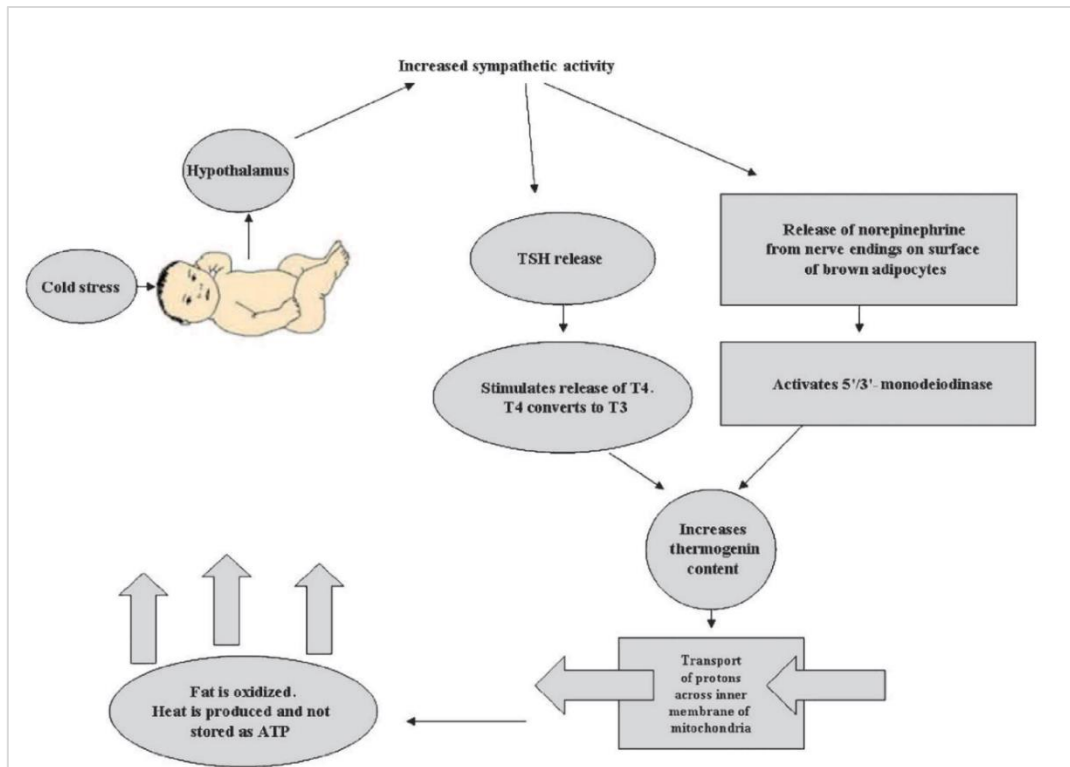 Increased sympathetic activity
Hypothalamus
Cold stress
TSH release
Release of norepinephrine
from nerve endings on surface
of brown adipocytes
Stimulates release of T4.
T4 converts to T3
Activates 5'/3'- monodeiodinase
Increases
thermogenin
content
Transport
of protons
across inner
membrane of
mitochondria
Fat is oxidized.
Heat is produced and not
stored as ATP